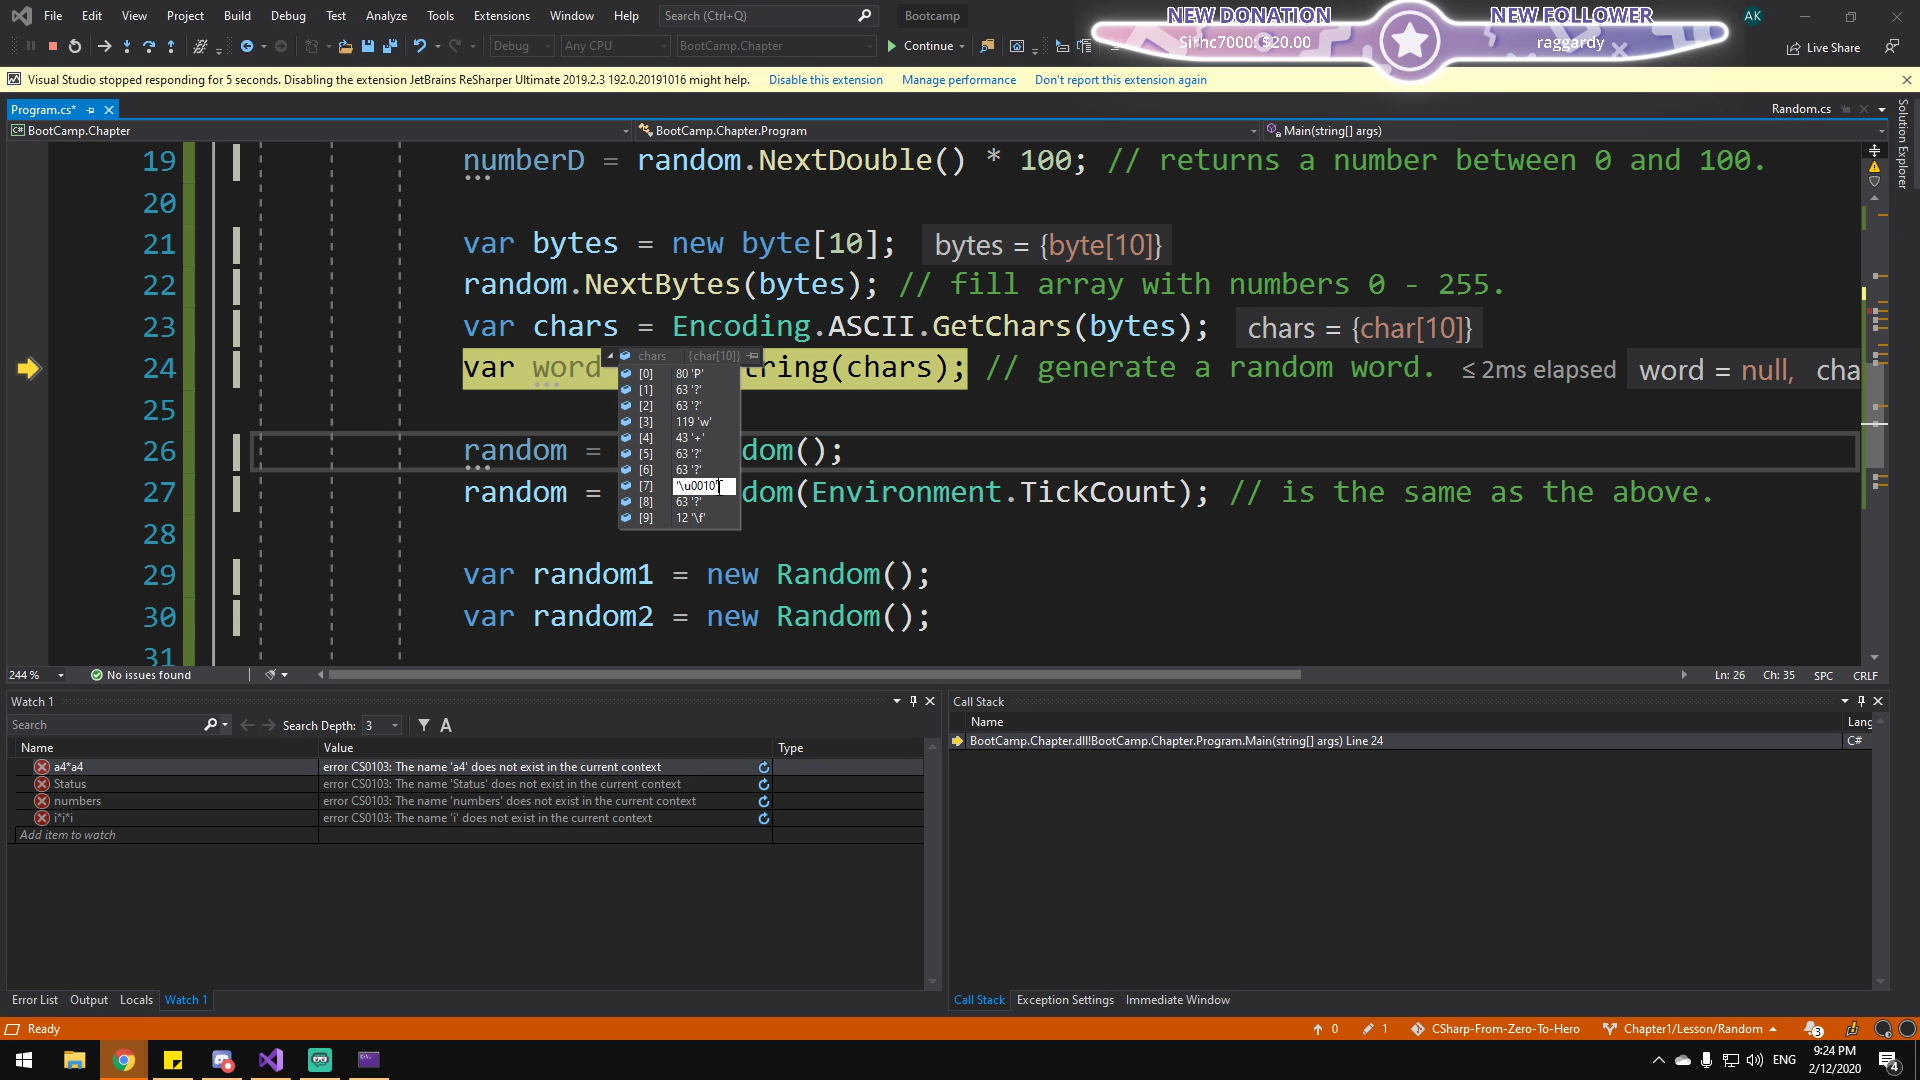 File Edit View Project Build Debug Test Analyze Tools Extensions Window Help Search (Ctrl+Q) Bootcamp AK
NEW DONATION NEW FOLLOWER
Sirhc7000: $20.00 raggardy
Debug Any CPU BootCamp.Chapter Continue Live Share
Visual Studio stopped responding for 5 seconds. Disabling the extension JetBrains ReSharper Ultimate 2019.2.3 192.0.20191016 might help. Disable this extension Manage performance Don't report this extension again
Program.cs* Random.cs
Solution Explorer
C# BootCamp.Chapter BootCamp.Chapter.Program Main(string[] args)
19 numberD = random.NextDouble() * 100; // returns a number between 0 and 100.
20
21 var bytes = new byte[10]; bytes = {byte[10]}
22 random.NextBytes(bytes); // fill array with numbers 0 - 255.
23 var chars = Encoding.ASCII.GetChars(bytes); chars = {char[10]}
24 var word tring(chars); // generate a random word. ≤ 2ms elapsed word = null, cha
chars {char[10]}
[0] 80 'P'
[1] 63 '?'
[2] 63 '?'
[3] 119 'w'
[4] 43 '+'
[5] 63 '?'
[6] 63 '?'
[7] '\u0010'
[8] 63 '?'
[9] 12 '\f'
25
26 random = dom();
27 random = dom(Environment.TickCount); // is the same as the above.
28
29 var random1 = new Random();
30 var random2 = new Random();
31
244 % No issues found Ln: 26 Ch: 35 SPC CRLF
Watch 1
Search Search Depth: 3
Name Value Type
a4*a4 error CS0103: The name 'a4' does not exist in the current context
Status error CS0103: The name 'Status' does not exist in the current context
numbers error CS0103: The name 'numbers' does not exist in the current context
i*i*i error CS0103: The name 'i' does not exist in the current context
Add item to watch
Call Stack
Name Lang
BootCamp.Chapter.dll!BootCamp.Chapter.Program.Main(string[] args) Line 24 C#
Error List Output Locals Watch 1
Call Stack Exception Settings Immediate Window
Ready 0 1 CSharp-From-Zero-To-Hero Chapter1/Lesson/Random 3
ENG 9:24 PM
2/12/2020 4